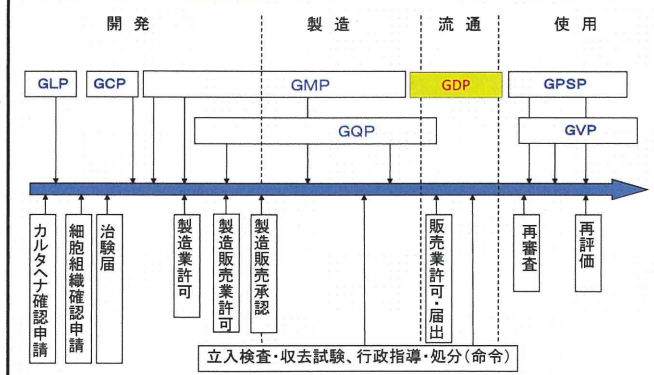 開発
製造
流通
使用
GLP
GCP
GMP
GDP
GPSP
GQP
GVP
カルタヘナ確認申請
細胞組織確認申請
治験届
製造業許可
製造販売業許可
製造販売承認
販売業許可・届出
再審査
再評価
立入検査・収去試験、行政指導・処分(命令)